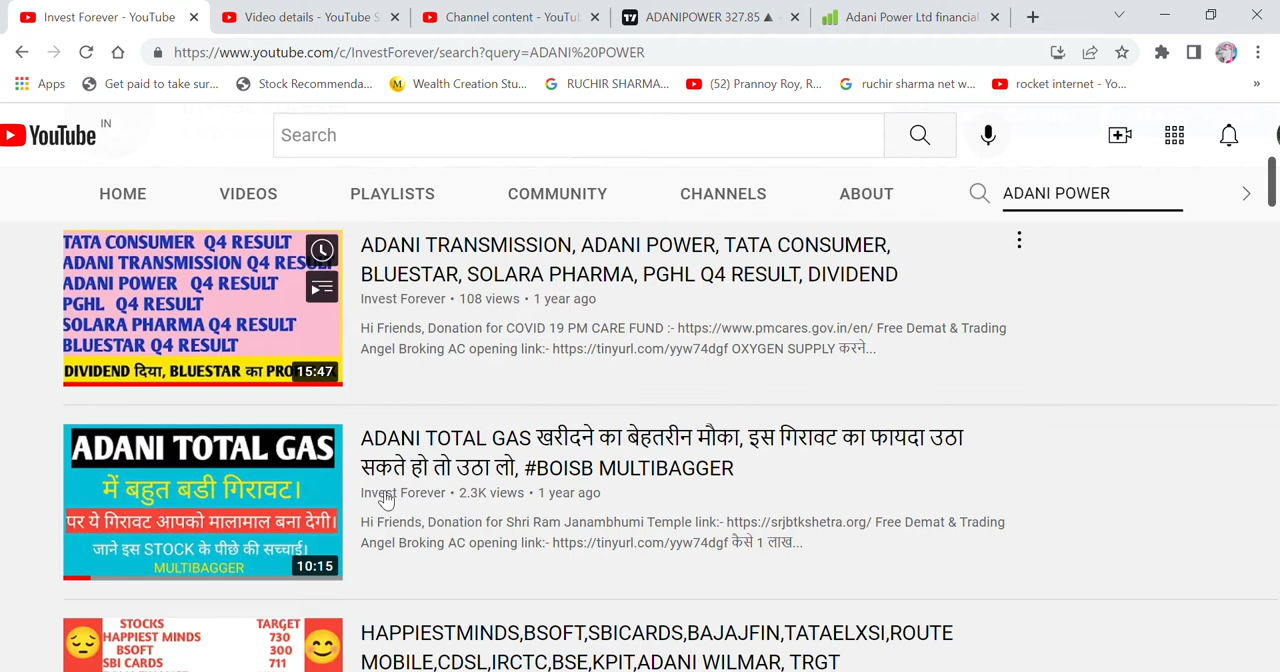 Invest Forever - YouTube
Video details - YouTube S
Channel content - YouTu
ADANIPOWER 327.85 ▲
Adani Power Ltd financial
https://www.youtube.com/c/InvestForever/search?query=ADANI%20POWER
Apps
Get paid to take sur...
Stock Recommenda...
Wealth Creation Stu...
RUCHIR SHARMA...
(52) Prannoy Roy, R...
ruchir sharma net w...
rocket internet - Yo...
»
YouTube IN
Search
HOME
VIDEOS
PLAYLISTS
COMMUNITY
CHANNELS
ABOUT
ADANI POWER
TATA CONSUMER Q4 RESULT
ADANI TRANSMISSION Q4 RESULT
ADANI POWER Q4 RESULT
PGHL Q4 RESULT
SOLARA PHARMA Q4 RESULT
BLUESTAR Q4 RESULT
DIVIDEND दिया, BLUESTAR का PRO
15:47
ADANI TRANSMISSION, ADANI POWER, TATA CONSUMER,
BLUESTAR, SOLARA PHARMA, PGHL Q4 RESULT, DIVIDEND
Invest Forever • 108 views • 1 year ago
Hi Friends, Donation for COVID 19 PM CARE FUND :- https://www.pmcares.gov.in/en/ Free Demat & Trading
Angel Broking AC opening link:- https://tinyurl.com/yyw74dgf OXYGEN SUPPLY करने...
ADANI TOTAL GAS
में बहुत बडी गिरावट।
पर ये गिरावट आपको मालामाल बना देगी।
जाने इस STOCK के पीछे की सच्चाई।
MULTIBAGGER
10:15
ADANI TOTAL GAS खरीदने का बेहतरीन मौका, इस गिरावट का फायदा उठा
सकते हो तो उठा लो, #BOISB MULTIBAGGER
Invest Forever • 2.3K views • 1 year ago
Hi Friends, Donation for Shri Ram Janambhumi Temple link:- https://srjbtkshetra.org/ Free Demat & Trading
Angel Broking AC opening link:- https://tinyurl.com/yyw74dgf कैसे 1 लाख...
STOCKS TARGET
HAPPIEST MINDS 730
BSOFT 300
SBI CARDS 711
HAPPIESTMINDS,BSOFT,SBICARDS,BAJAJFIN,TATAELXSI,ROUTE
MOBILE,CDSL,IRCTC,BSE,KPIT,ADANI WILMAR, TRGT